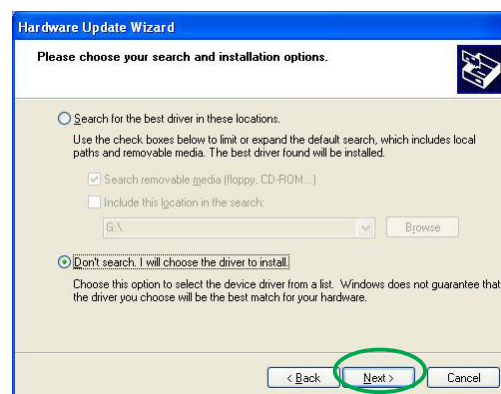 Hardware Update Wizard
Please choose your search and installation options.
Search for the best driver in these locations.
Use the check boxes below to limit or expand the default search, which includes local
paths and removable media. The best driver found will be installed.
Search removable media (floppy, CD-ROM...)
Include this location in the search:
G:\
Browse
Don't search. I will choose the driver to install.
Choose this option to select the device driver from a list. Windows does not guarantee that
the driver you choose will be the best match for your hardware.
< Back
Next >
Cancel